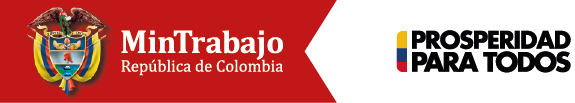 MinTrabajo
República de Colombia
PROSPERIDAD
PARA TODOS